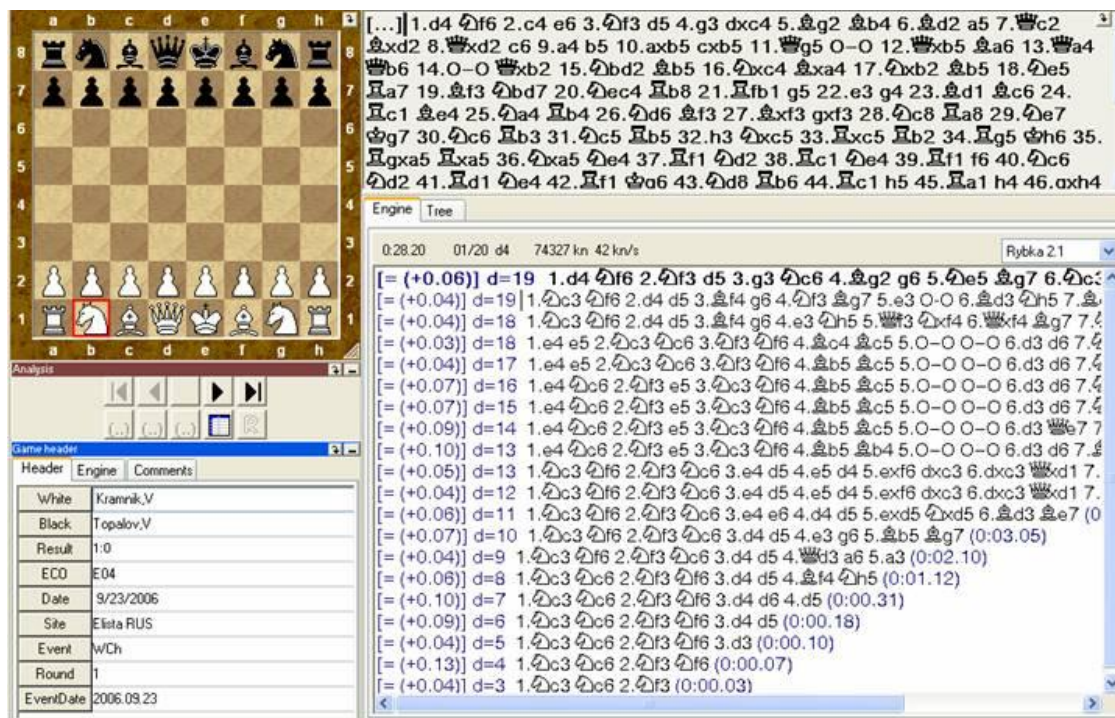 a b c d e f g h
8
7
6
5
4
3
2
1
a b c d e f g h
Analysis
(..) (..) (..)
Game header
Header Engine Comments
White Kramnik,V
Black Topalov,V
Result 1:0
ECO E04
Date 9/23/2006
Site Elista RUS
Event WCh
Round 1
EventDate 2006.09.23
[...] 1.d4 ♘f6 2.c4 e6 3.♘f3 d5 4.g3 dxc4 5.♗g2 ♗b4 6.♗d2 a5 7.♕c2
♗xd2 8.♕xd2 c6 9.a4 b5 10.axb5 cxb5 11.♕g5 O-O 12.♕xb5 ♗a6 13.♕a4
♕b6 14.O-O ♕xb2 15.♘bd2 ♗b5 16.♘xc4 ♗xa4 17.♘xb2 ♗b5 18.♘e5
♖a7 19.♗f3 ♘bd7 20.♘ec4 ♖b8 21.♖fb1 g5 22.e3 g4 23.♗d1 ♗c6 24.
♖c1 ♗e4 25.♘a4 ♖b4 26.♘d6 ♗f3 27.♗xf3 gxf3 28.♘c8 ♖a8 29.♘e7
♔g7 30.♘c6 ♖b3 31.♘c5 ♖b5 32.h3 ♘xc5 33.♖xc5 ♖b2 34.♖g5 ♔h6 35.
♖gxa5 ♖xa5 36.♘xa5 ♘e4 37.♖f1 ♘d2 38.♖c1 ♘e4 39.♖f1 f6 40.♘c6
♘d2 41.♖d1 ♘e4 42.♖f1 ♔g6 43.♘d8 ♖b6 44.♖c1 h5 45.♖a1 h4 46.gxh4
Engine Tree
0:28.20 01/20 d4 74327 kn 42 kn/s Rybka 2.1
[= (+0.06)] d=19 1.d4 ♘f6 2.♘f3 d5 3.g3 ♘c6 4.♗g2 g6 5.♘e5 ♗g7 6.♘c3
[= (+0.04)] d=19 1.♘c3 ♘f6 2.d4 d5 3.♗f4 g6 4.♘f3 ♗g7 5.e3 O-O 6.♗d3 ♘h5 7.
[= (+0.04)] d=18 1.♘c3 ♘f6 2.d4 d5 3.♗f4 g6 4.e3 ♘h5 5.♕f3 ♘xf4 6.♕xf4 ♗g7 7.
[= (+0.03)] d=18 1.e4 e5 2.♘c3 ♘c6 3.♘f3 ♘f6 4.♗c4 ♗c5 5.O-O O-O 6.d3 d6 7.
[= (+0.04)] d=17 1.e4 e5 2.♘c3 ♘c6 3.♘f3 ♘f6 4.♗b5 ♗c5 5.O-O O-O 6.d3 d6 7.
[= (+0.07)] d=16 1.e4 ♘c6 2.♘f3 e5 3.♘c3 ♘f6 4.♗b5 ♗c5 5.O-O O-O 6.d3 d6 7.
[= (+0.07)] d=15 1.e4 ♘c6 2.♘f3 e5 3.♘c3 ♘f6 4.♗b5 ♗c5 5.O-O O-O 6.d3 d6 7.
[= (+0.09)] d=14 1.e4 ♘c6 2.♘f3 e5 3.♘c3 ♘f6 4.♗b5 ♗c5 5.O-O O-O 6.d3 ♕e7 7
[= (+0.10)] d=13 1.e4 ♘c6 2.♘f3 e5 3.♘c3 ♘f6 4.♗b5 ♗b4 5.O-O O-O 6.d3 d6 7.
[= (+0.05)] d=13 1.♘c3 ♘f6 2.♘f3 ♘c6 3.e4 d5 4.e5 d4 5.exf6 dxc3 6.dxc3 ♕xd1 7.
[= (+0.04)] d=12 1.♘c3 ♘f6 2.♘f3 ♘c6 3.e4 d5 4.e5 d4 5.exf6 dxc3 6.dxc3 ♕xd1 7.
[= (+0.06)] d=11 1.♘c3 ♘f6 2.♘f3 ♘c6 3.e4 e6 4.d4 d5 5.exd5 ♘xd5 6.♗d3 ♗e7 (0
[= (+0.07)] d=10 1.♘c3 ♘f6 2.♘f3 ♘c6 3.d4 d5 4.e3 g6 5.♗b5 ♗g7 (0:03.05)
[= (+0.04)] d=9 1.♘c3 ♘f6 2.♘f3 ♘c6 3.d4 d5 4.♕d3 a6 5.a3 (0:02.10)
[= (+0.06)] d=8 1.♘c3 ♘c6 2.♘f3 ♘f6 3.d4 d5 4.♗f4 ♘h5 (0:01.12)
[= (+0.10)] d=7 1.♘c3 ♘c6 2.♘f3 ♘f6 3.d4 d6 4.d5 (0:00.31)
[= (+0.09)] d=6 1.♘c3 ♘c6 2.♘f3 ♘f6 3.d4 d5 (0:00.18)
[= (+0.04)] d=5 1.♘c3 ♘c6 2.♘f3 ♘f6 3.d3 (0:00.10)
[= (+0.13)] d=4 1.♘c3 ♘c6 2.♘f3 ♘f6 (0:00.07)
[= (+0.04)] d=3 1.♘c3 ♘c6 2.♘f3 (0:00.03)